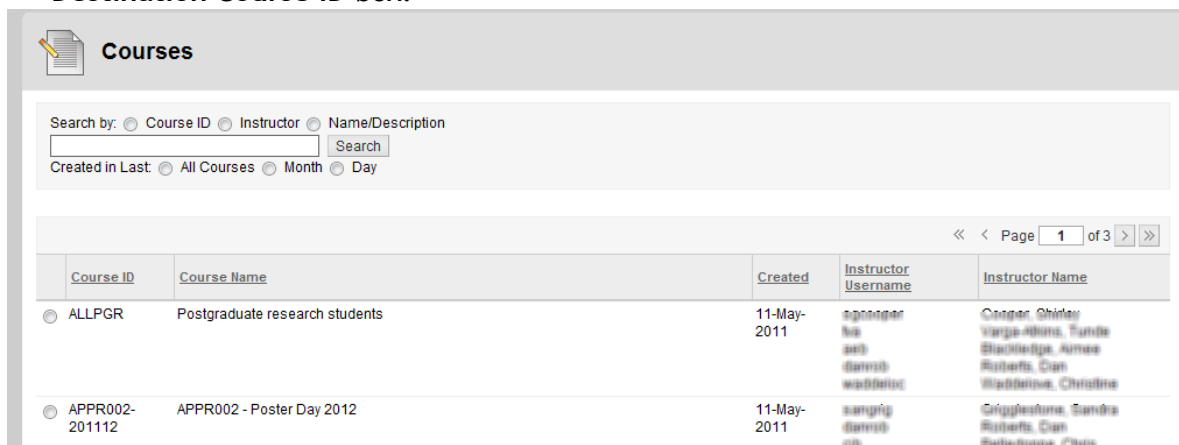 Destination Course ID box.
Courses
Search by: Course ID Instructor Name/Description
Search
Created in Last: All Courses Month Day
« < Page 1 of 3 > »
Course ID Course Name Created Instructor Username Instructor Name
ALLPGR Postgraduate research students 11-May-2011
APPR002-201112 APPR002 - Poster Day 2012 11-May-2011